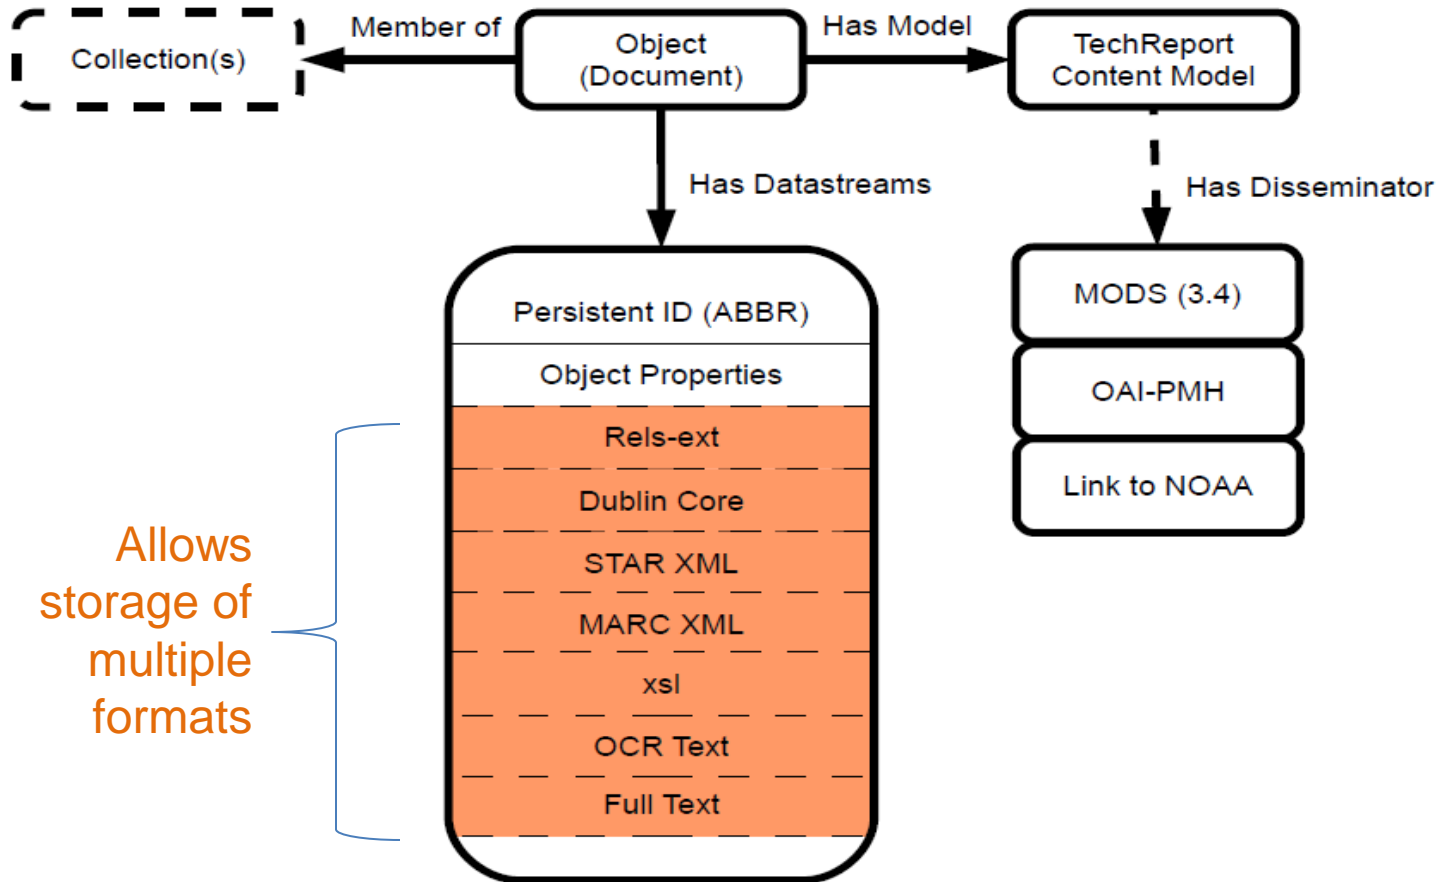 Collection(s)
Member of
Object
(Document)
Has Model
TechReport
Content Model
Has Datastreams
Has Disseminator
Persistent ID (ABBR)
Object Properties
Rels-ext
Dublin Core
STAR XML
MARC XML
xsl
OCR Text
Full Text
MODS (3.4)
OAI-PMH
Link to NOAA
Allows
storage of
multiple
formats